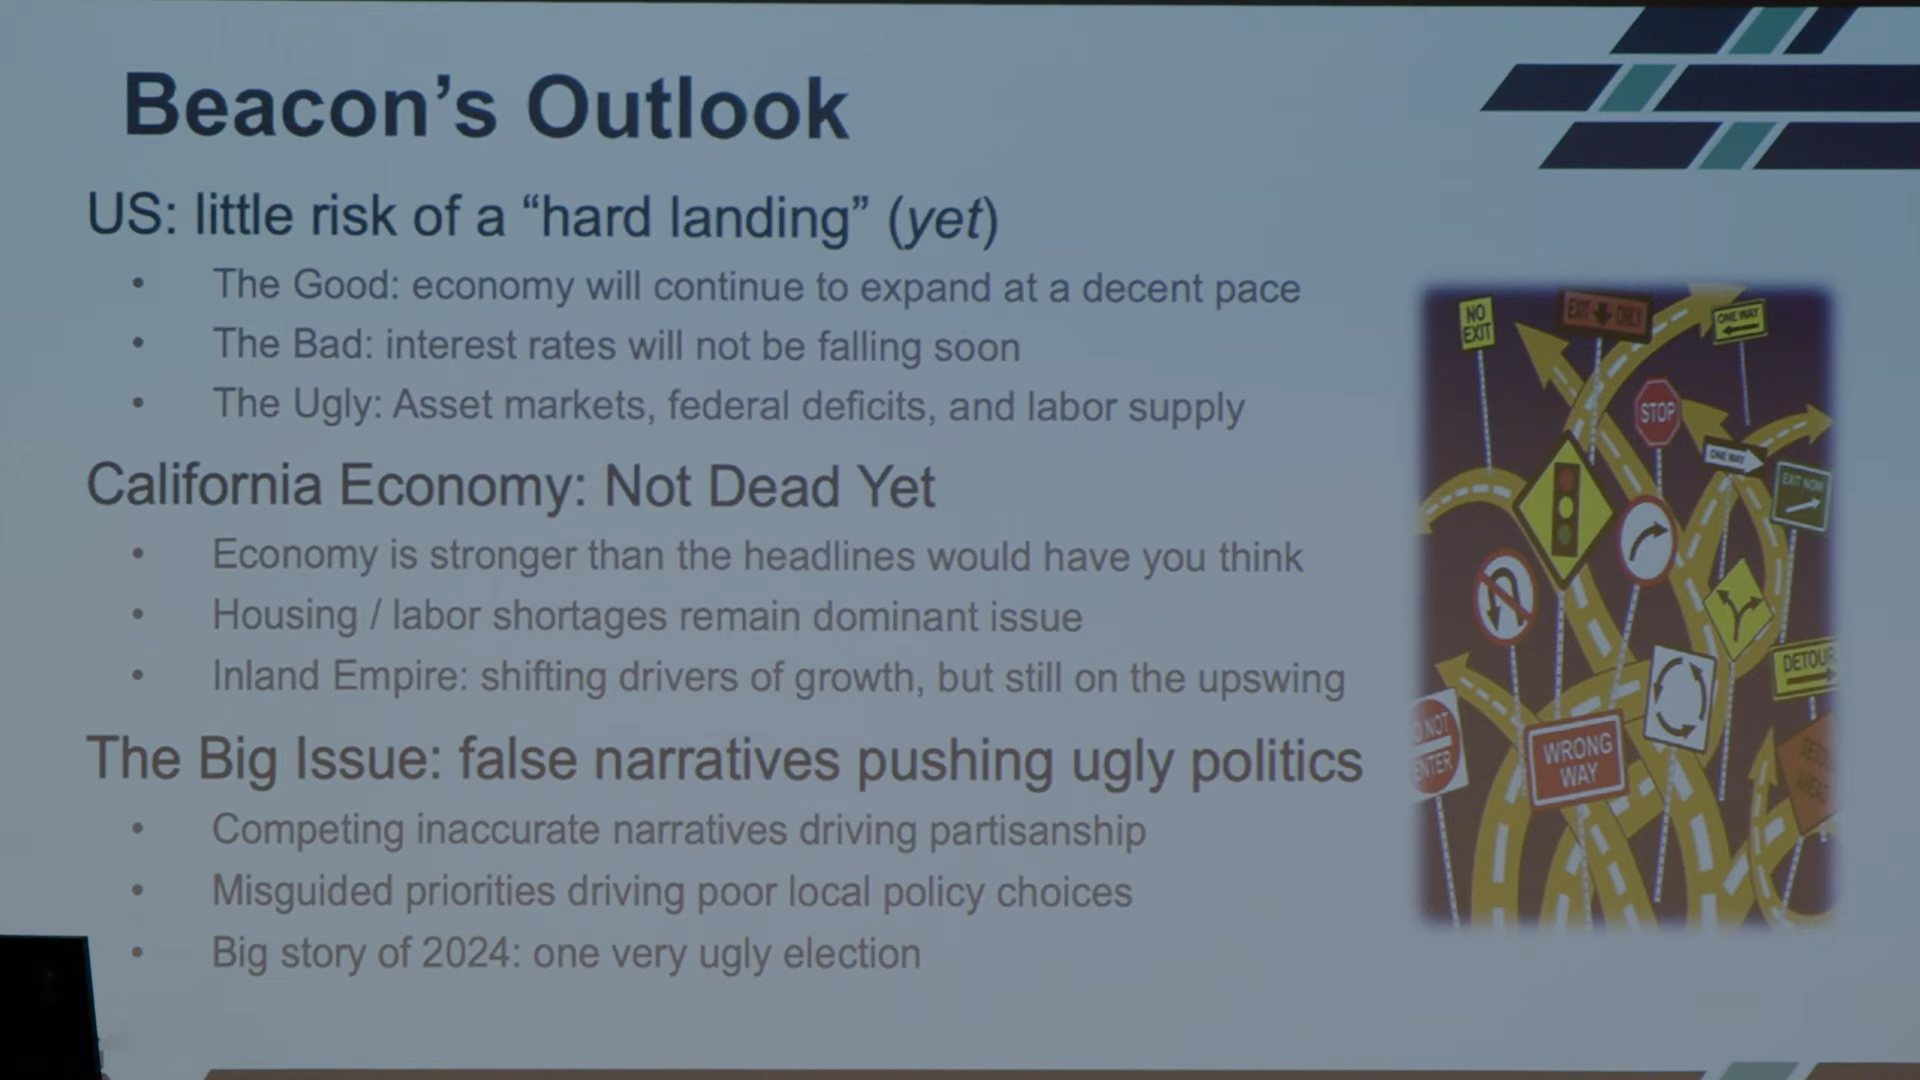 Beacon’s Outlook
US: little risk of a “hard landing” (yet)
• The Good: economy will continue to expand at a decent pace
• The Bad: interest rates will not be falling soon
• The Ugly: Asset markets, federal deficits, and labor supply
California Economy: Not Dead Yet
• Economy is stronger than the headlines would have you think
• Housing / labor shortages remain dominant issue
• Inland Empire: shifting drivers of growth, but still on the upswing
The Big Issue: false narratives pushing ugly politics
• Competing inaccurate narratives driving partisanship
• Misguided priorities driving poor local policy choices
• Big story of 2024: one very ugly election
NO
EXIT
EXIT ONLY
ONE WAY
STOP
ONE WAY
EXIT NOW
DETOUR
NOT
WRONG
WAY